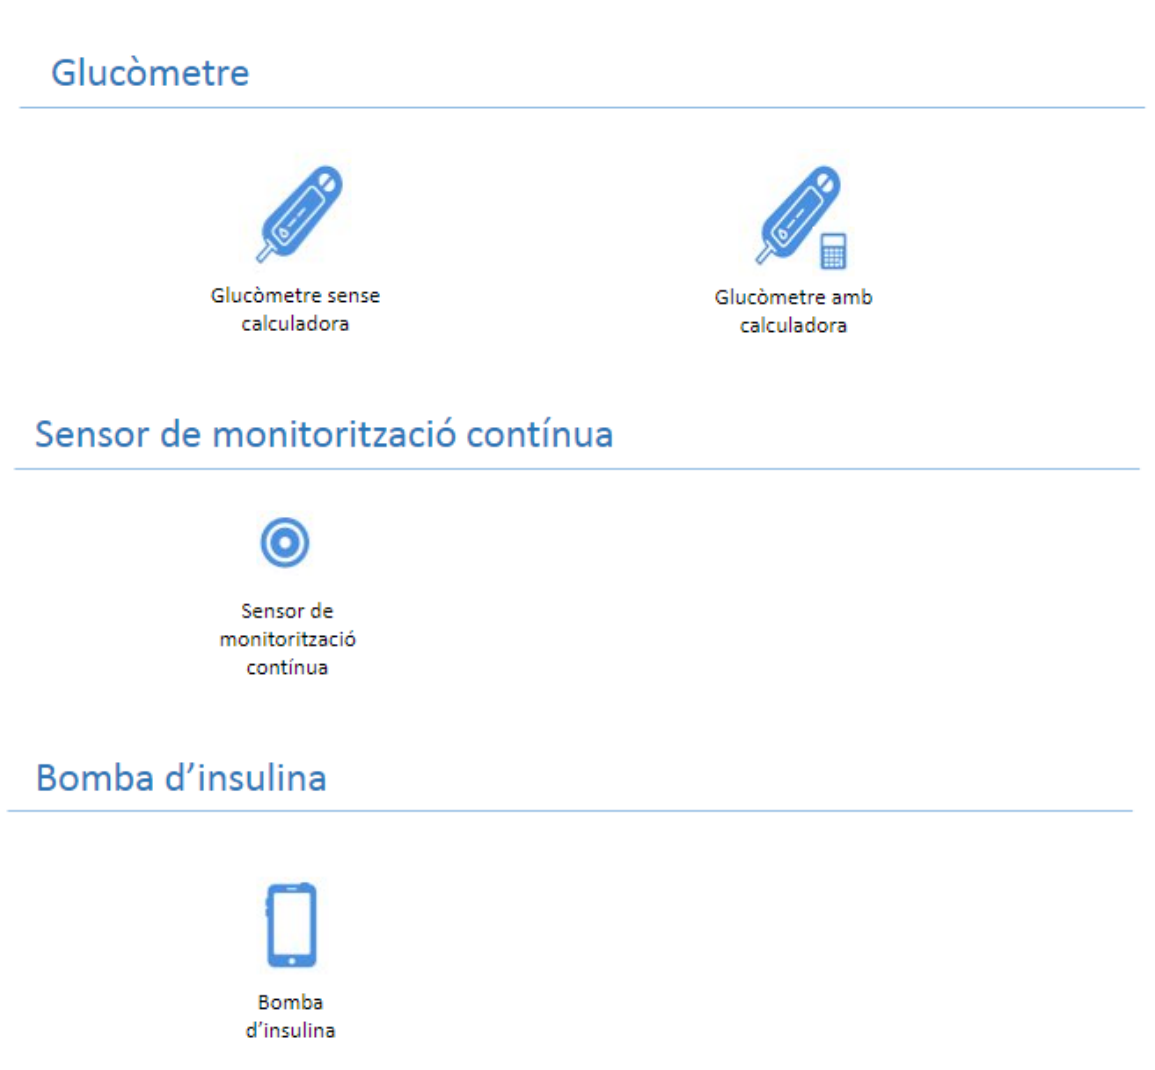 Glucòmetre
Glucòmetre sense
calculadora
Glucòmetre amb
calculadora
Sensor de monitorització contínua
Sensor de
monitorització
contínua
Bomba d’insulina
Bomba
d’insulina